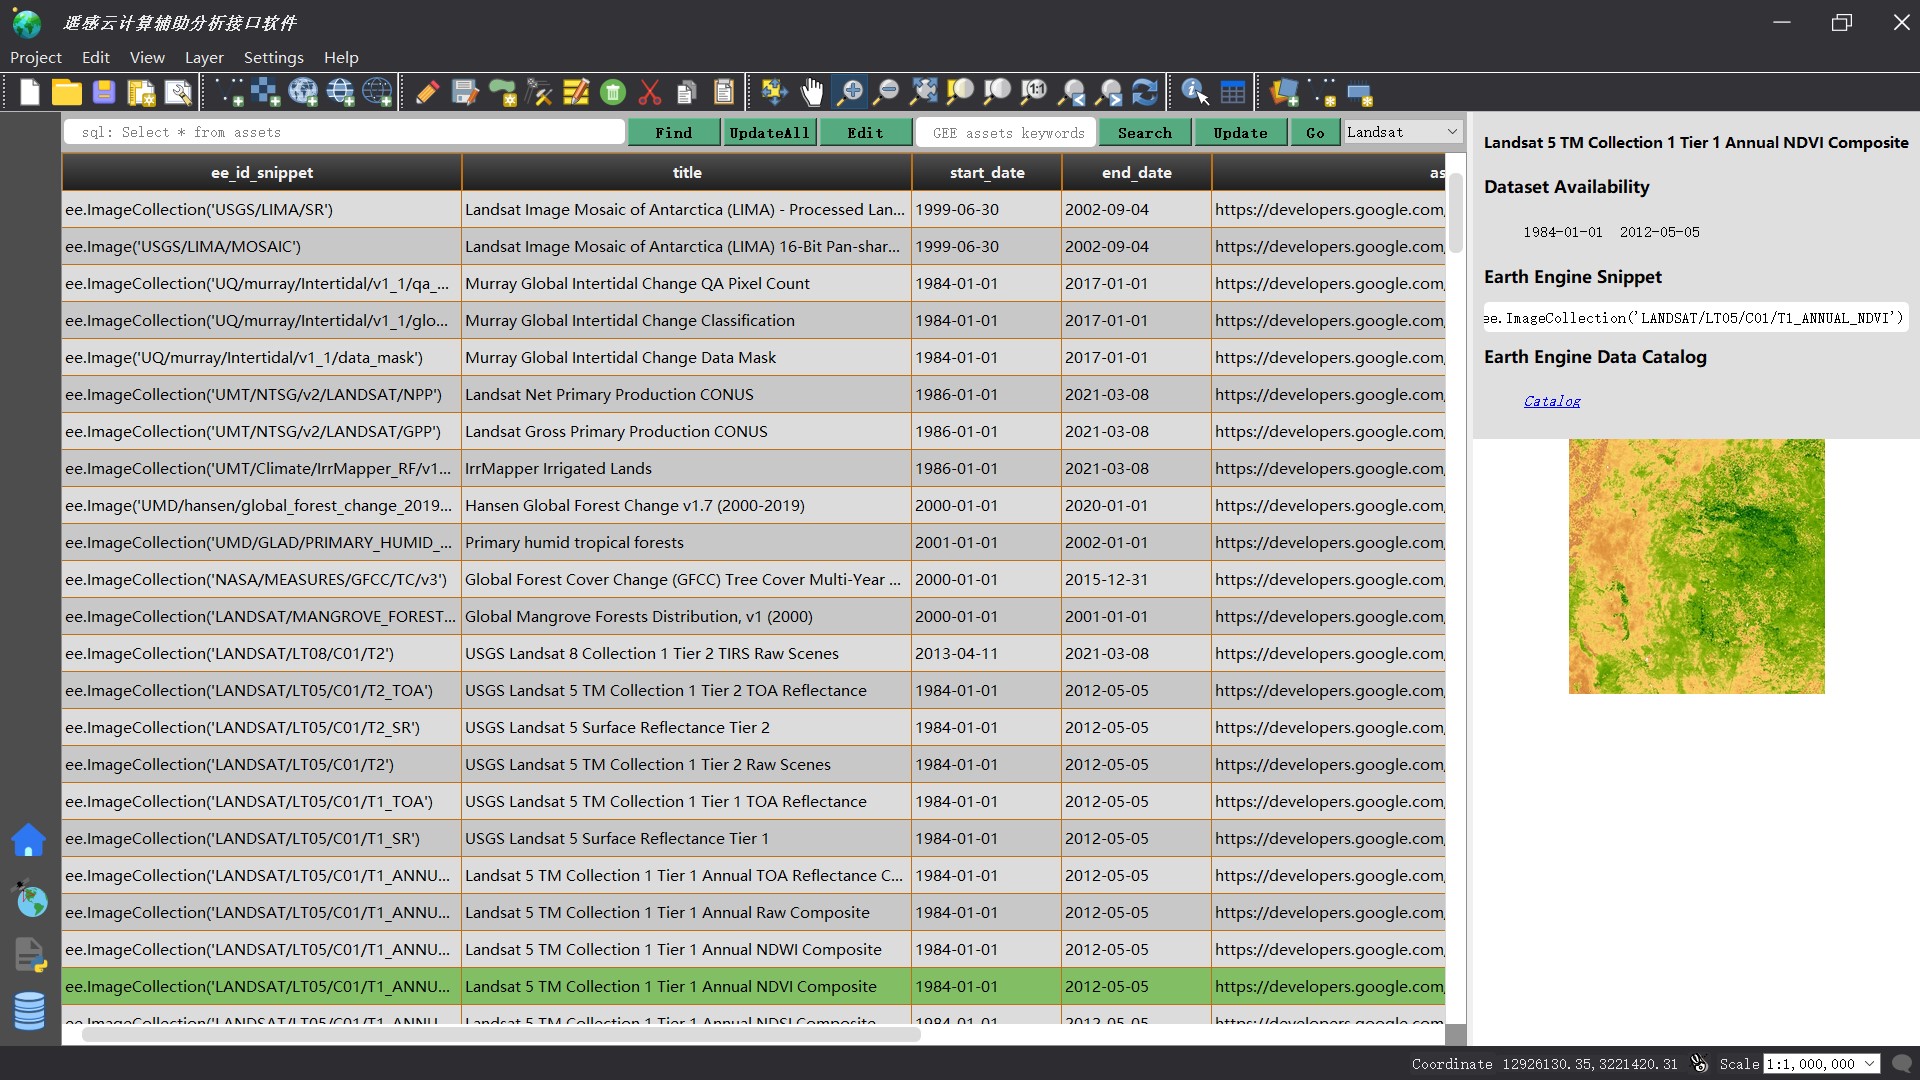 遥感云计算辅助分析接口软件
Project Edit View Layer Settings Help
sql: Select * from assets Find UpdateAll Edit GEE assets keywords Search Update Go Landsat
ee_id_snippet title start_date end_date as
ee.ImageCollection('USGS/LIMA/SR') Landsat Image Mosaic of Antarctica (LIMA) - Processed Lan... 1999-06-30 2002-09-04 https://developers.google.com/
ee.Image('USGS/LIMA/MOSAIC') Landsat Image Mosaic of Antarctica (LIMA) 16-Bit Pan-shar... 1999-06-30 2002-09-04 https://developers.google.com/
ee.ImageCollection('UQ/murray/Intertidal/v1_1/qa_... Murray Global Intertidal Change QA Pixel Count 1984-01-01 2017-01-01 https://developers.google.com/
ee.ImageCollection('UQ/murray/Intertidal/v1_1/glo... Murray Global Intertidal Change Classification 1984-01-01 2017-01-01 https://developers.google.com/
ee.Image('UQ/murray/Intertidal/v1_1/data_mask') Murray Global Intertidal Change Data Mask 1984-01-01 2017-01-01 https://developers.google.com/
ee.ImageCollection('UMT/NTSG/v2/LANDSAT/NPP') Landsat Net Primary Production CONUS 1986-01-01 2021-03-08 https://developers.google.com/
ee.ImageCollection('UMT/NTSG/v2/LANDSAT/GPP') Landsat Gross Primary Production CONUS 1986-01-01 2021-03-08 https://developers.google.com/
ee.ImageCollection('UMT/Climate/IrrMapper_RF/v1... IrrMapper Irrigated Lands 1986-01-01 2021-03-08 https://developers.google.com/
ee.Image('UMD/hansen/global_forest_change_2019... Hansen Global Forest Change v1.7 (2000-2019) 2000-01-01 2020-01-01 https://developers.google.com/
ee.ImageCollection('UMD/GLAD/PRIMARY_HUMID_... Primary humid tropical forests 2001-01-01 2002-01-01 https://developers.google.com/
ee.ImageCollection('NASA/MEASURES/GFCC/TC/v3') Global Forest Cover Change (GFCC) Tree Cover Multi-Year ... 2000-01-01 2015-12-31 https://developers.google.com/
ee.ImageCollection('LANDSAT/MANGROVE_FOREST... Global Mangrove Forests Distribution, v1 (2000) 2000-01-01 2001-01-01 https://developers.google.com/
ee.ImageCollection('LANDSAT/LT08/C01/T2') USGS Landsat 8 Collection 1 Tier 2 TIRS Raw Scenes 2013-04-11 2021-03-08 https://developers.google.com/
ee.ImageCollection('LANDSAT/LT05/C01/T2_TOA') USGS Landsat 5 TM Collection 1 Tier 2 TOA Reflectance 1984-01-01 2012-05-05 https://developers.google.com/
ee.ImageCollection('LANDSAT/LT05/C01/T2_SR') USGS Landsat 5 Surface Reflectance Tier 2 1984-01-01 2012-05-05 https://developers.google.com/
ee.ImageCollection('LANDSAT/LT05/C01/T2') USGS Landsat 5 TM Collection 1 Tier 2 Raw Scenes 1984-01-01 2012-05-05 https://developers.google.com/
ee.ImageCollection('LANDSAT/LT05/C01/T1_TOA') USGS Landsat 5 TM Collection 1 Tier 1 TOA Reflectance 1984-01-01 2012-05-05 https://developers.google.com/
ee.ImageCollection('LANDSAT/LT05/C01/T1_SR') USGS Landsat 5 Surface Reflectance Tier 1 1984-01-01 2012-05-05 https://developers.google.com/
ee.ImageCollection('LANDSAT/LT05/C01/T1_ANNU... Landsat 5 TM Collection 1 Tier 1 Annual TOA Reflectance C... 1984-01-01 2012-05-05 https://developers.google.com/
ee.ImageCollection('LANDSAT/LT05/C01/T1_ANNU... Landsat 5 TM Collection 1 Tier 1 Annual Raw Composite 1984-01-01 2012-05-05 https://developers.google.com/
ee.ImageCollection('LANDSAT/LT05/C01/T1_ANNU... Landsat 5 TM Collection 1 Tier 1 Annual NDWI Composite 1984-01-01 2012-05-05 https://developers.google.com/
ee.ImageCollection('LANDSAT/LT05/C01/T1_ANNU... Landsat 5 TM Collection 1 Tier 1 Annual NDVI Composite 1984-01-01 2012-05-05 https://developers.google.com/
ee.ImageCollection('LANDSAT/LT05/C01/T1_ANNU... Landsat 5 TM Collection 1 Tier 1 Annual NDSI Composite 1984-01-01 2012-05-05 https://developers.google.com/
Landsat 5 TM Collection 1 Tier 1 Annual NDVI Composite
Dataset Availability
1984-01-01 2012-05-05
Earth Engine Snippet
ee.ImageCollection('LANDSAT/LT05/C01/T1_ANNUAL_NDVI')
Earth Engine Data Catalog
Catalog
Coordinate 12926130.35,3221420.31 Scale 1:1,000,000